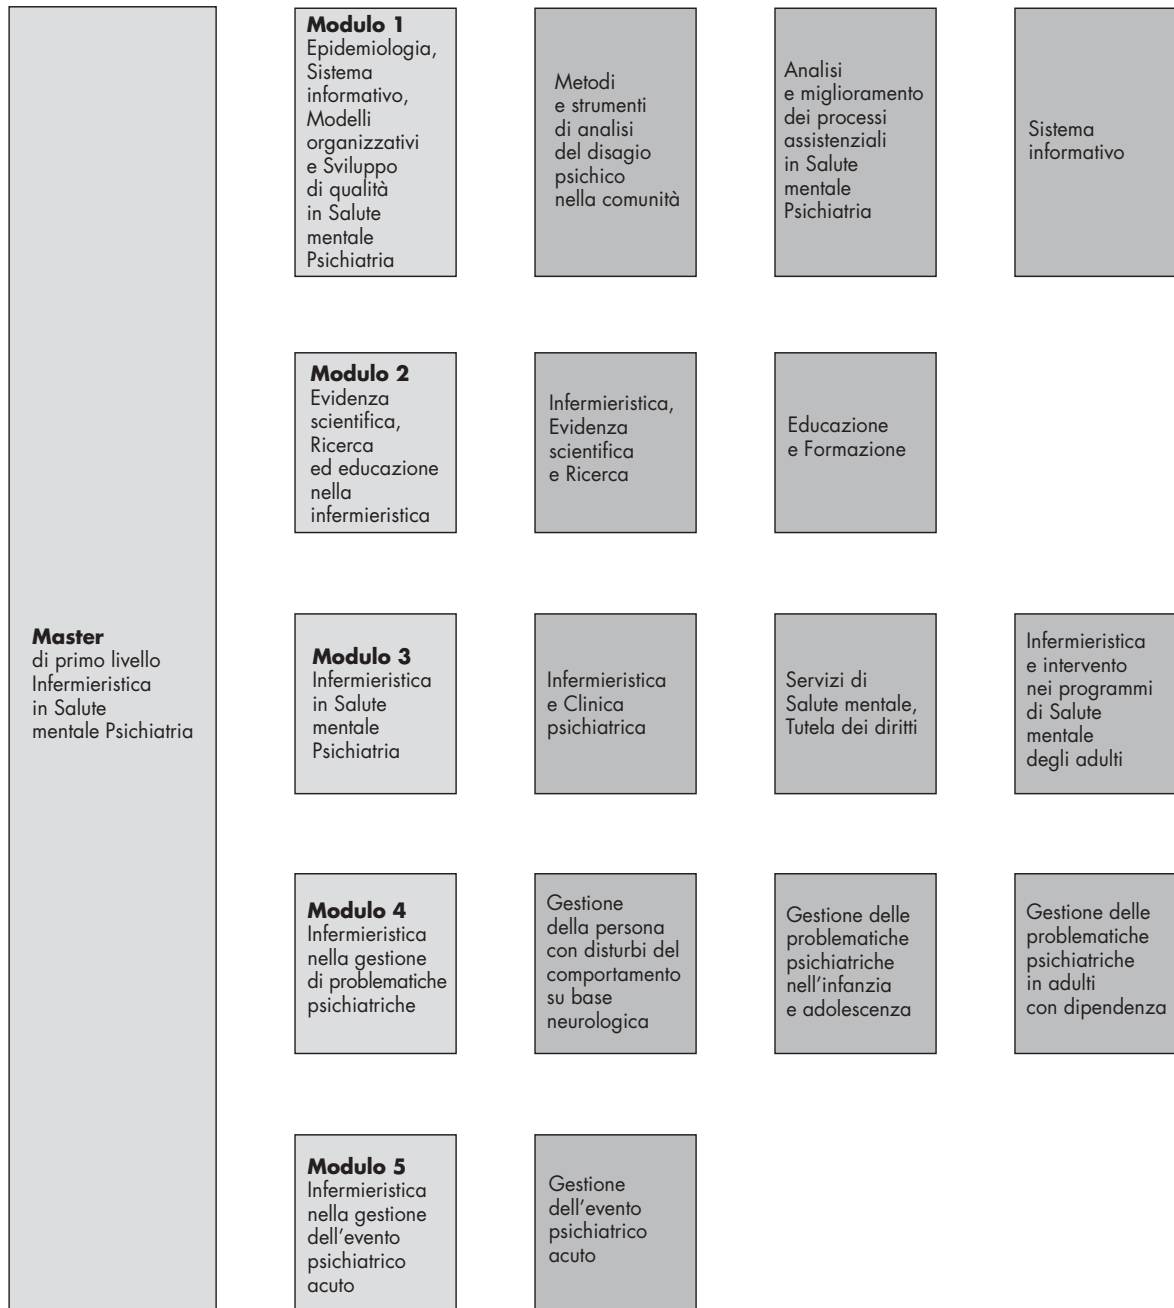 Master
di primo livello
Infermieristica
in Salute
mentale Psichiatria
Modulo 1
Epidemiologia,
Sistema
informativo,
Modelli
organizzativi
e Sviluppo
di qualità
in Salute
mentale
Psichiatria
Metodi
e strumenti
di analisi
del disagio
psichico
nella comunità
Analisi
e miglioramento
dei processi
assistenziali
in Salute
mentale
Psichiatria
Sistema
informativo
Modulo 2
Evidenza
scientifica,
Ricerca
ed educazione
nella
infermieristica
Infermieristica,
Evidenza
scientifica
e Ricerca
Educazione
e Formazione
Modulo 3
Infermieristica
in Salute
mentale
Psichiatria
Infermieristica
e Clinica
psichiatrica
Servizi di
Salute mentale,
Tutela dei diritti
Infermieristica
e intervento
nei programmi
di Salute
mentale
degli adulti
Modulo 4
Infermieristica
nella gestione
di problematiche
psichiatriche
Gestione
della persona
con disturbi del
comportamento
su base
neurologica
Gestione delle
problematiche
psichiatriche
nell'infanzia
e adolescenza
Gestione delle
problematiche
psichiatriche
in adulti
con dipendenza
Modulo 5
Infermieristica
nella gestione
dell'evento
psichiatrico
acuto
Gestione
dell'evento
psichiatrico
acuto